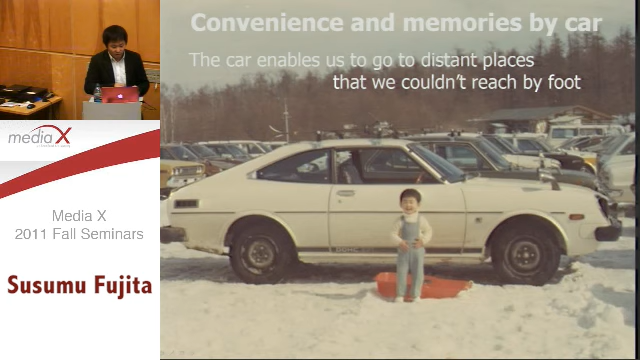 Convenience and memories by car
The car enables us to go to distant places
that we couldn't reach by foot
media X
Media X
2011 Fall Seminars
Susumu Fujita
DOHC